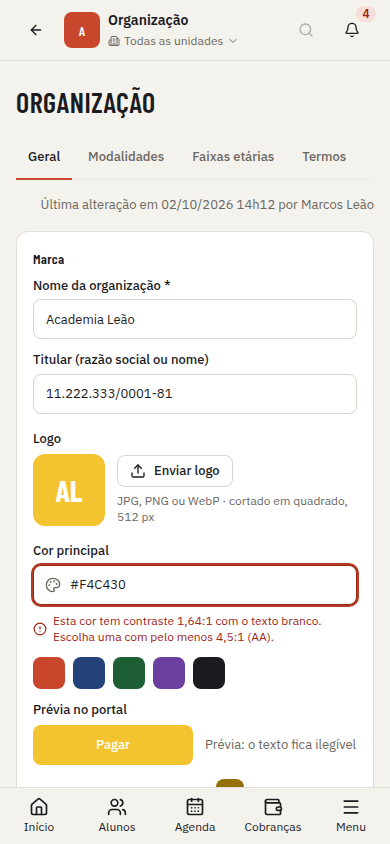 A
Organização
Todas as unidades
4
ORGANIZAÇÃO
Geral
Modalidades
Faixas etárias
Termos
Última alteração em 02/10/2026 14h12 por Marcos Leão
Marca
Nome da organização *
Academia Leão
Titular (razão social ou nome)
11.222.333/0001-81
Logo
AL
Enviar logo
JPG, PNG ou WebP · cortado em quadrado,
512 px
Cor principal
#F4C430
Esta cor tem contraste 1,64:1 com o texto branco.
Escolha uma com pelo menos 4,5:1 (AA).
Prévia no portal
Pagar
Prévia: o texto fica ilegível
Início
Alunos
Agenda
Cobranças
Menu